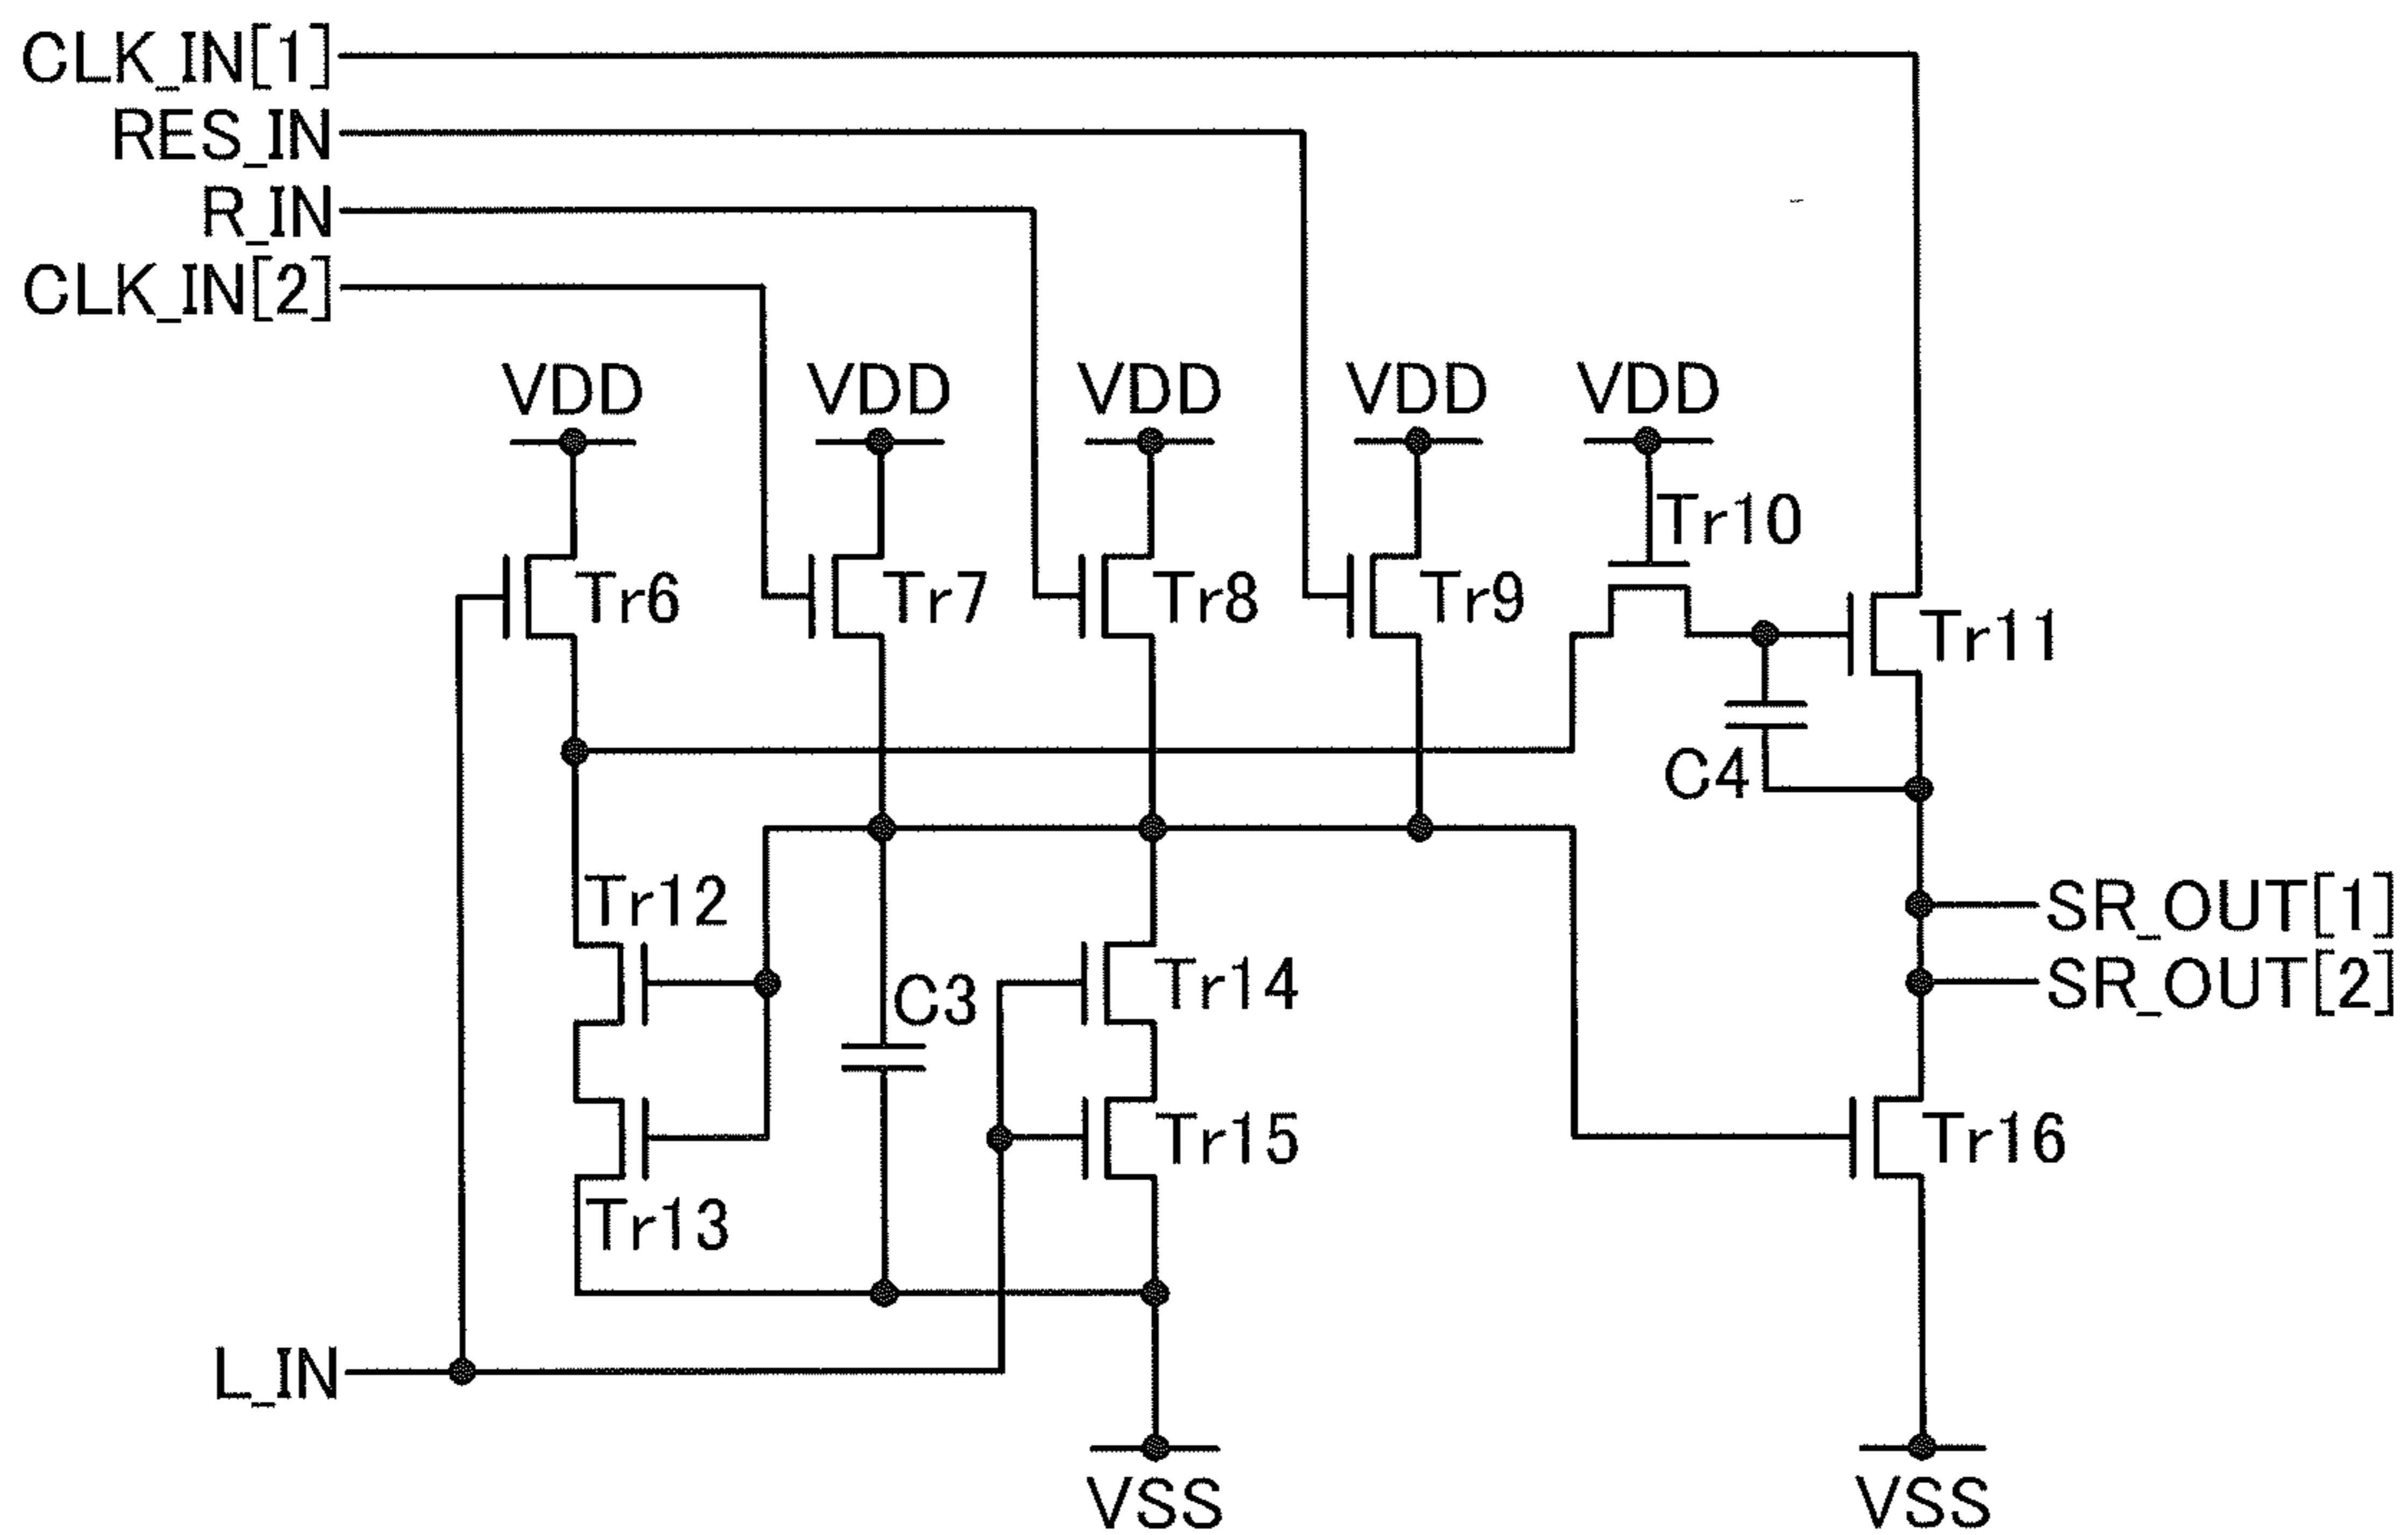 CLK_IN[1]
RES_IN
R_IN
CLK_IN[2]
VDD VDD VDD VDD VDD
Tr10
Tr6 Tr7 Tr8 Tr9 Tr11
C4
Tr12 SR_OUT[1]
C3 Tr14 SR_OUT[2]
Tr15 Tr16
Tr13
L_IN
VSS VSS